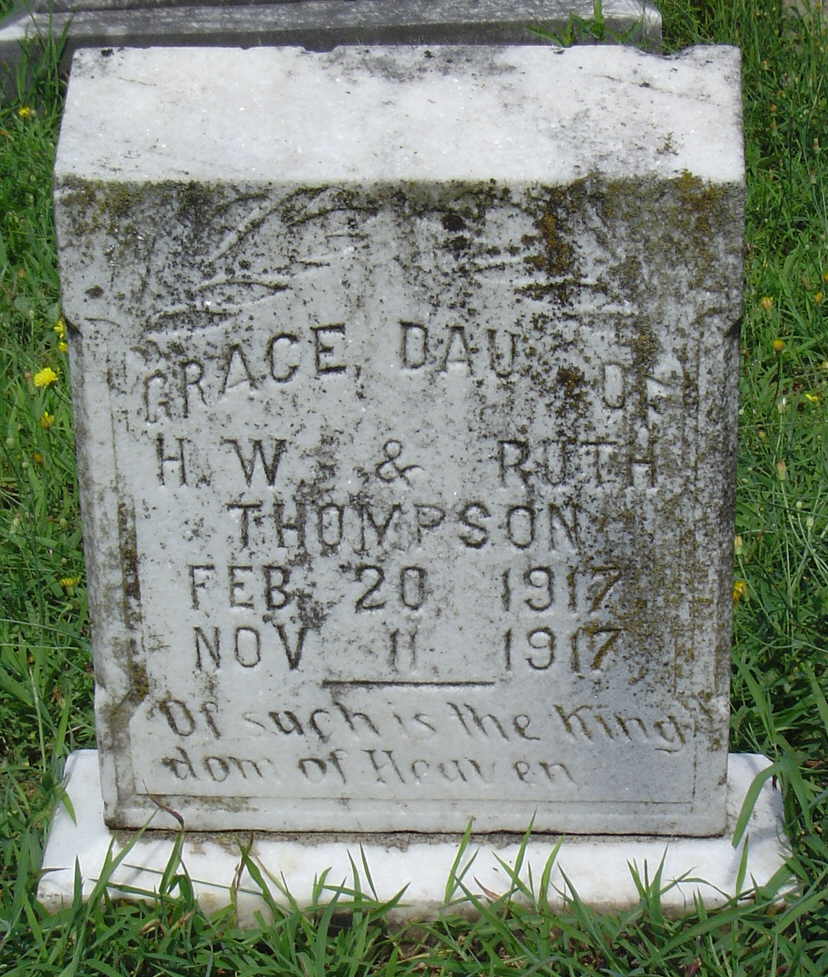 GRACE, DAU. OF
H. W. & RUTH
THOMPSON
FEB. 20 1917
NOV 11 1917
Of such is the King
dom of Heaven